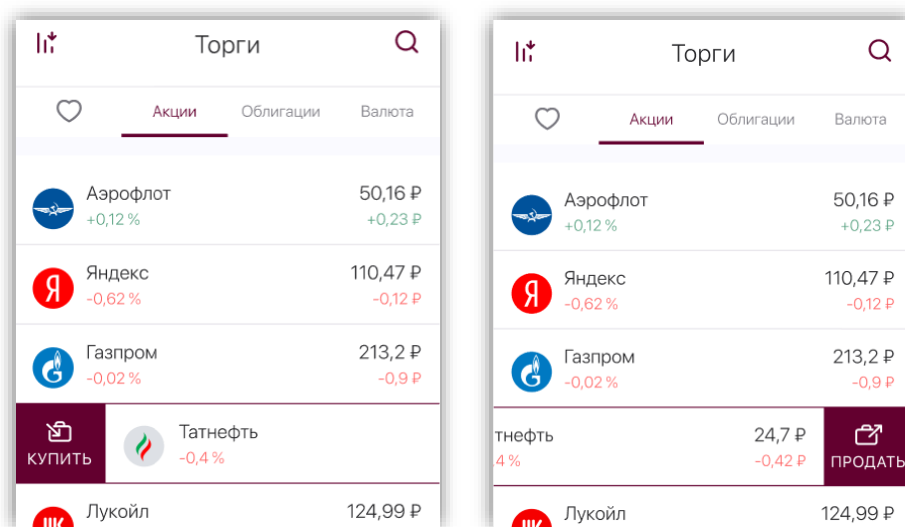 Торги
Акции Облигации Валюта
Аэрофлот 50,16 ₽
+0,12 % +0,23 ₽
Яндекс 110,47 ₽
-0,62 % -0,12 ₽
Газпром 213,2 ₽
-0,02 % -0,9 ₽
КУПИТЬ
Татнефть
-0,4 %
Лукойл 124,99 ₽
Торги
Акции Облигации Валюта
Аэрофлот 50,16 ₽
+0,12 % +0,23 ₽
Яндекс 110,47 ₽
-0,62 % -0,12 ₽
Газпром 213,2 ₽
-0,02 % -0,9 ₽
тнефть 24,7 ₽
,4 % -0,42 ₽
ПРОДАТЬ
Лукойл 124,99 ₽